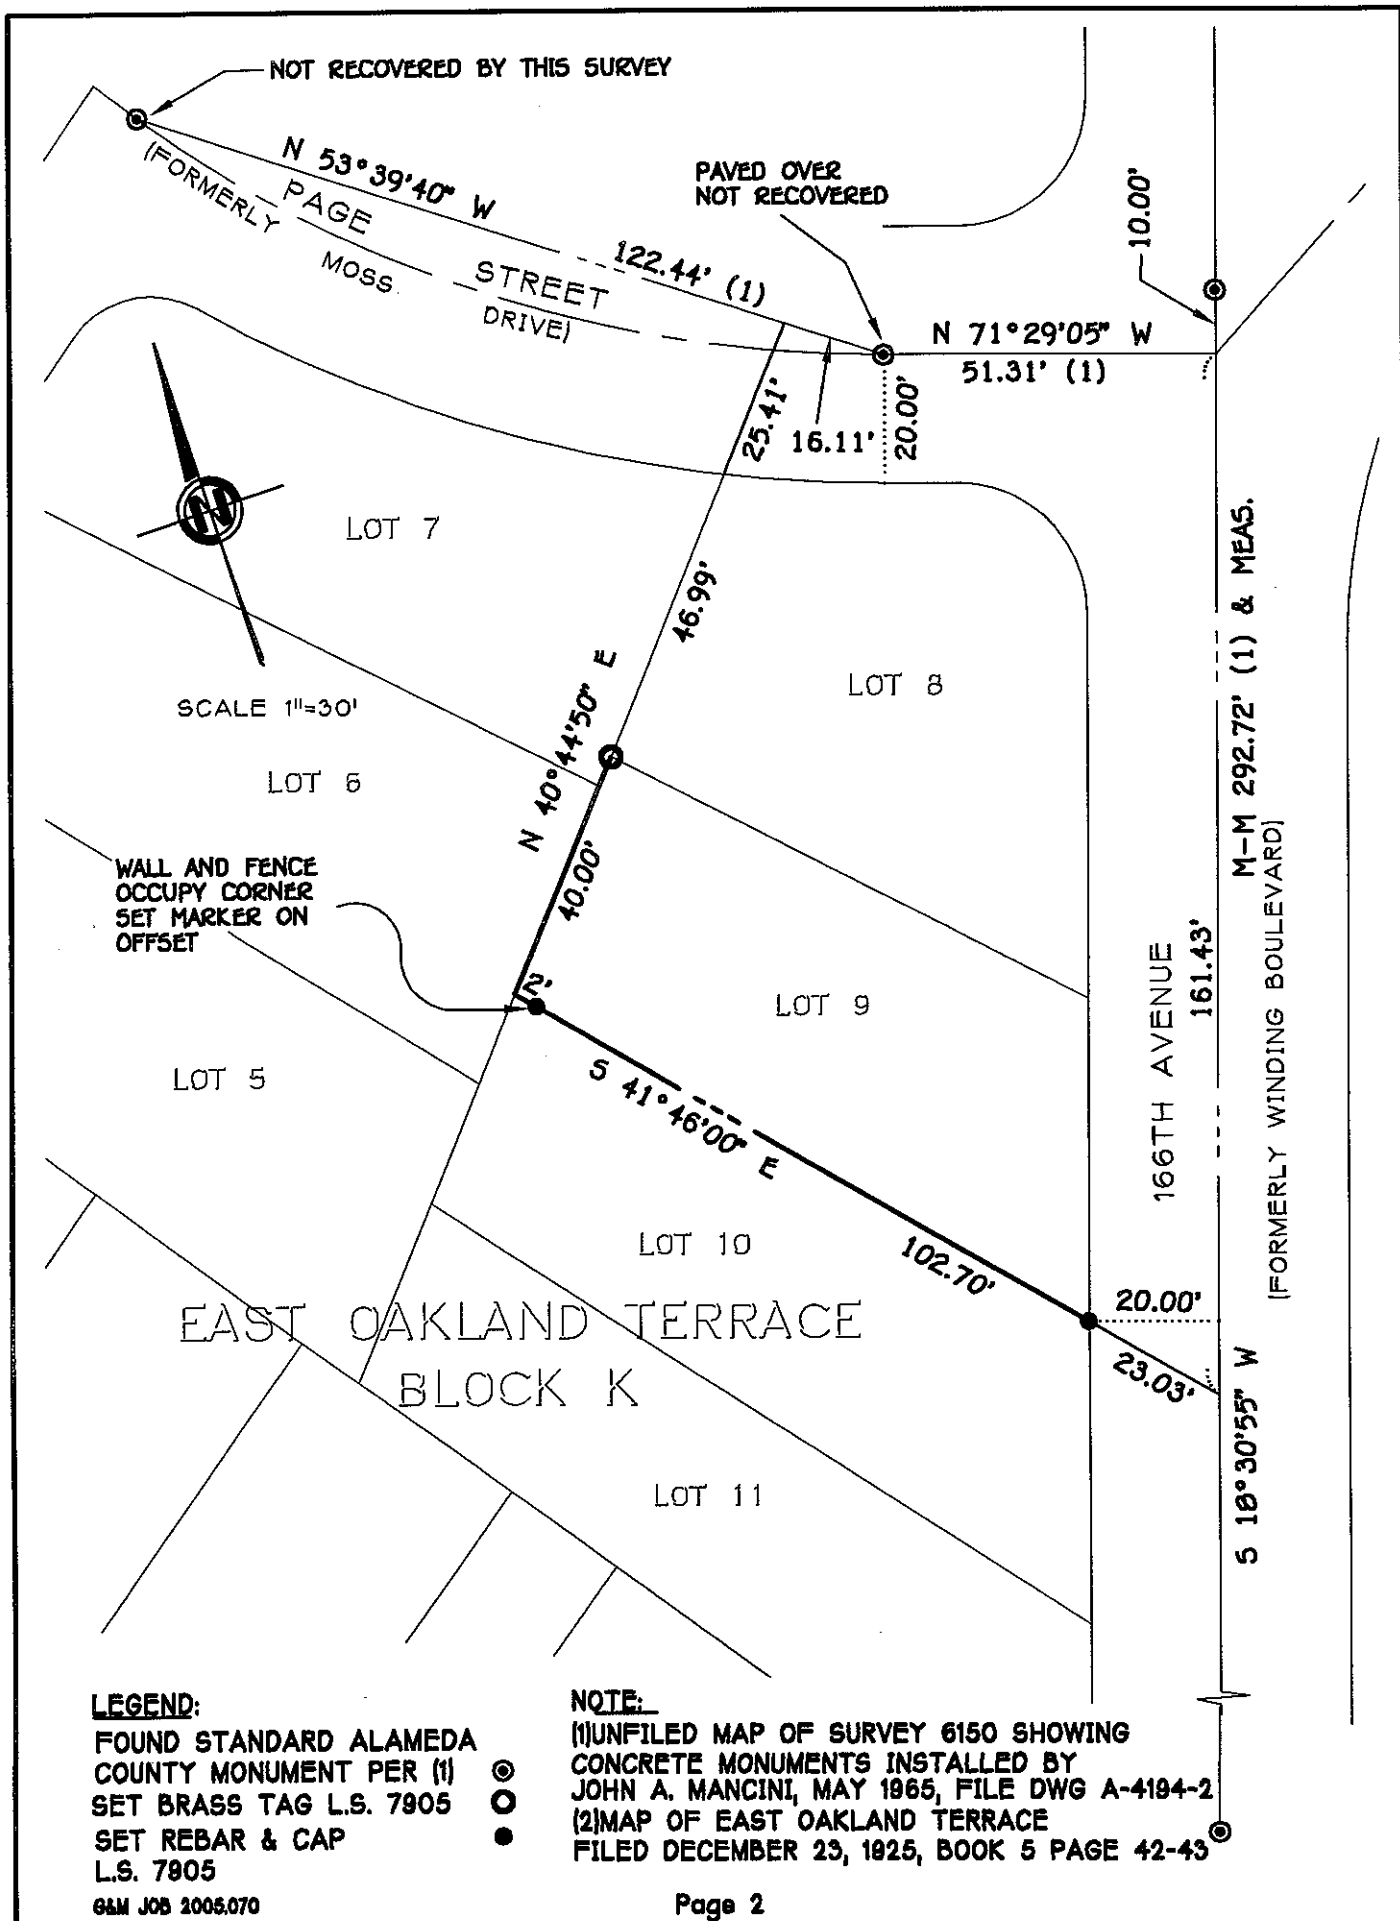 NOT RECOVERED BY THIS SURVEY
N 53°39'40" W
(FORMERLY
PAGE
MOSS
STREET
DRIVE)
122.44' (1)
PAVED OVER
NOT RECOVERED
10.00'
N 71°29'05" W
51.31' (1)
25.41'
16.11'
20.00'
N
LOT 7
46.99'
M-M 292.72' (1) & MEAS.
SCALE 1"=30'
N 40°44'50" E
LOT 8
LOT 6
40.00'
WALL AND FENCE
OCCUPY CORNER
SET MARKER ON
OFFSET
2'
LOT 9
166TH AVENUE
161.43'
(FORMERLY WINDING BOULEVARD)
LOT 5
S 41°46'00" E
102.70'
LOT 10
20.00'
23.03'
EAST OAKLAND TERRACE
BLOCK K
S 18°30'55" W
LOT 11
LEGEND:
FOUND STANDARD ALAMEDA
COUNTY MONUMENT PER (1)
SET BRASS TAG L.S. 7905
SET REBAR & CAP
L.S. 7905
G&M JOB 2005.070
NOTE:
(1)UNFILED MAP OF SURVEY 6150 SHOWING
CONCRETE MONUMENTS INSTALLED BY
JOHN A. MANCINI, MAY 1965, FILE DWG A-4194-2
(2)MAP OF EAST OAKLAND TERRACE
FILED DECEMBER 23, 1925, BOOK 5 PAGE 42-43
Page 2